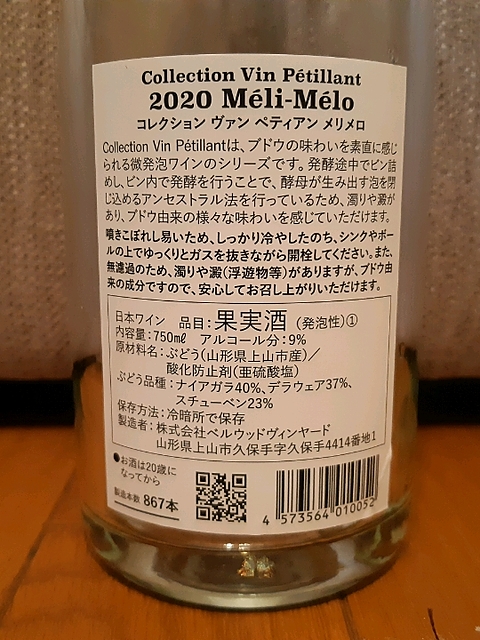 Collection Vin Pétillant
2020 Méli-Mélo
コレクション ヴァン ペティアン メリメロ
Collection Vin Pétillantは、ブドウの味わいを素直に感じ
られる微発泡ワインのシリーズです。発酵途中でビン詰
めし、ビン内で発酵を行うことで、酵母が生み出す泡を閉
じ込めるアンセストラル法を行っているため、濁りや澱が
あり、ブドウ由来の様々な味わいを感じていただけます。
噴きこぼれし易いため、しっかり冷やしたのち、シンクやボー
ルの上でゆっくりとガスを抜きながら開栓してください。また、
無濾過のため、濁りや澱(浮遊物等)がありますが、ブドウ由
来の成分ですので、安心してお召し上がりいただけます。
日本ワイン 品目:果実酒(発泡性)①
内容量:750㎖ アルコール分:9%
原材料名:ぶどう(山形県上山市産)/
酸化防止剤(亜硫酸塩)
ぶどう品種:ナイアガラ40%、デラウェア37%、
スチューベン23%
保存方法:冷暗所で保存
製造者:株式会社ベルウッドヴィンヤード
山形県上山市久保手字久保手4414番地1
●お酒は20歳に
なってから
製造本数 867本
4 573564 010052